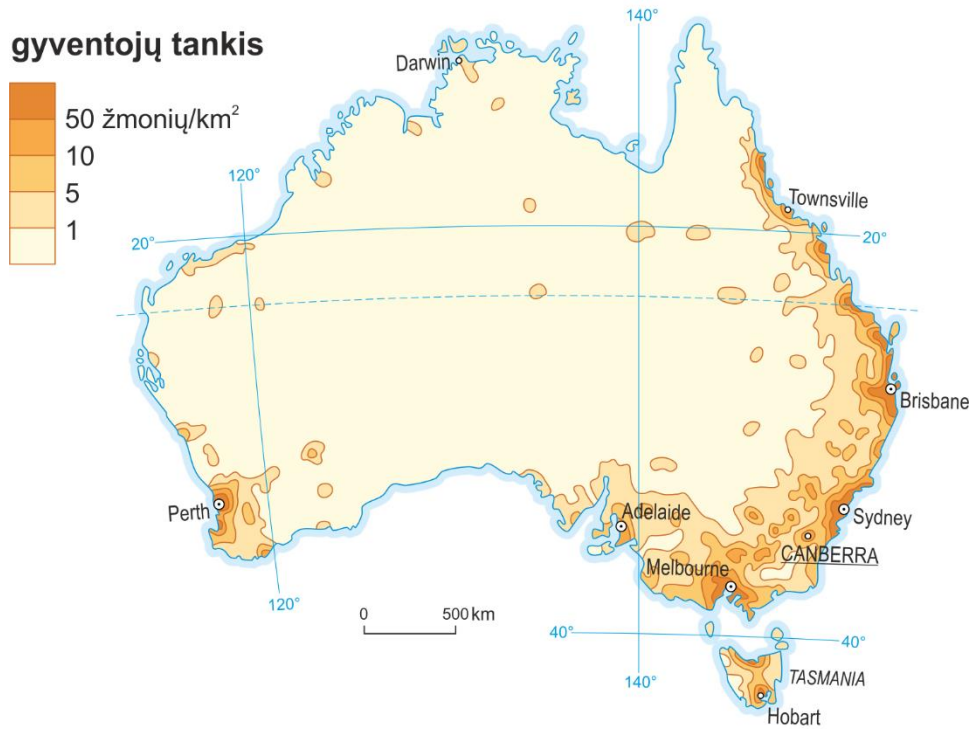 gyventojų tankis
50 žmonių/km²
10
5
1
140°
Darwin
120°
Townsville
20°
20°
Brisbane
Perth
Adelaide
Sydney
CANBERRA
Melbourne
120°
0 500 km
40°
40°
TASMANIA
140°
Hobart